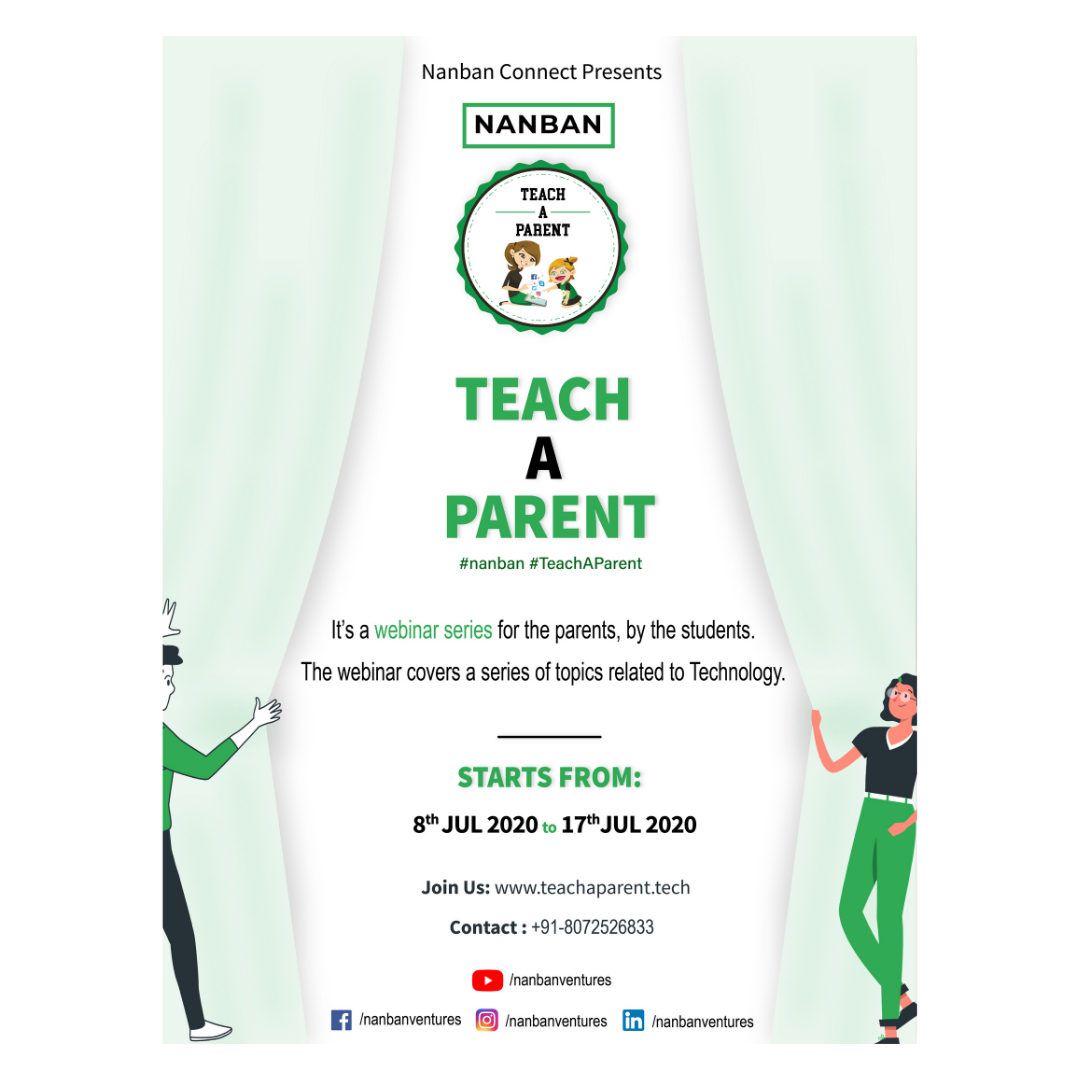 Nanban Connect Presents
NANBAN
TEACH
A
PARENT
TEACH
A
PARENT
#nanban #TeachAParent
It's a webinar series for the parents, by the students.
The webinar covers a series of topics related to Technology.
STARTS FROM:
8th JUL 2020 to 17th JUL 2020
Join Us: www.teachaparent.tech
Contact : +91-8072526833
/nanbanventures
/nanbanventures /nanbanventures /nanbanventures